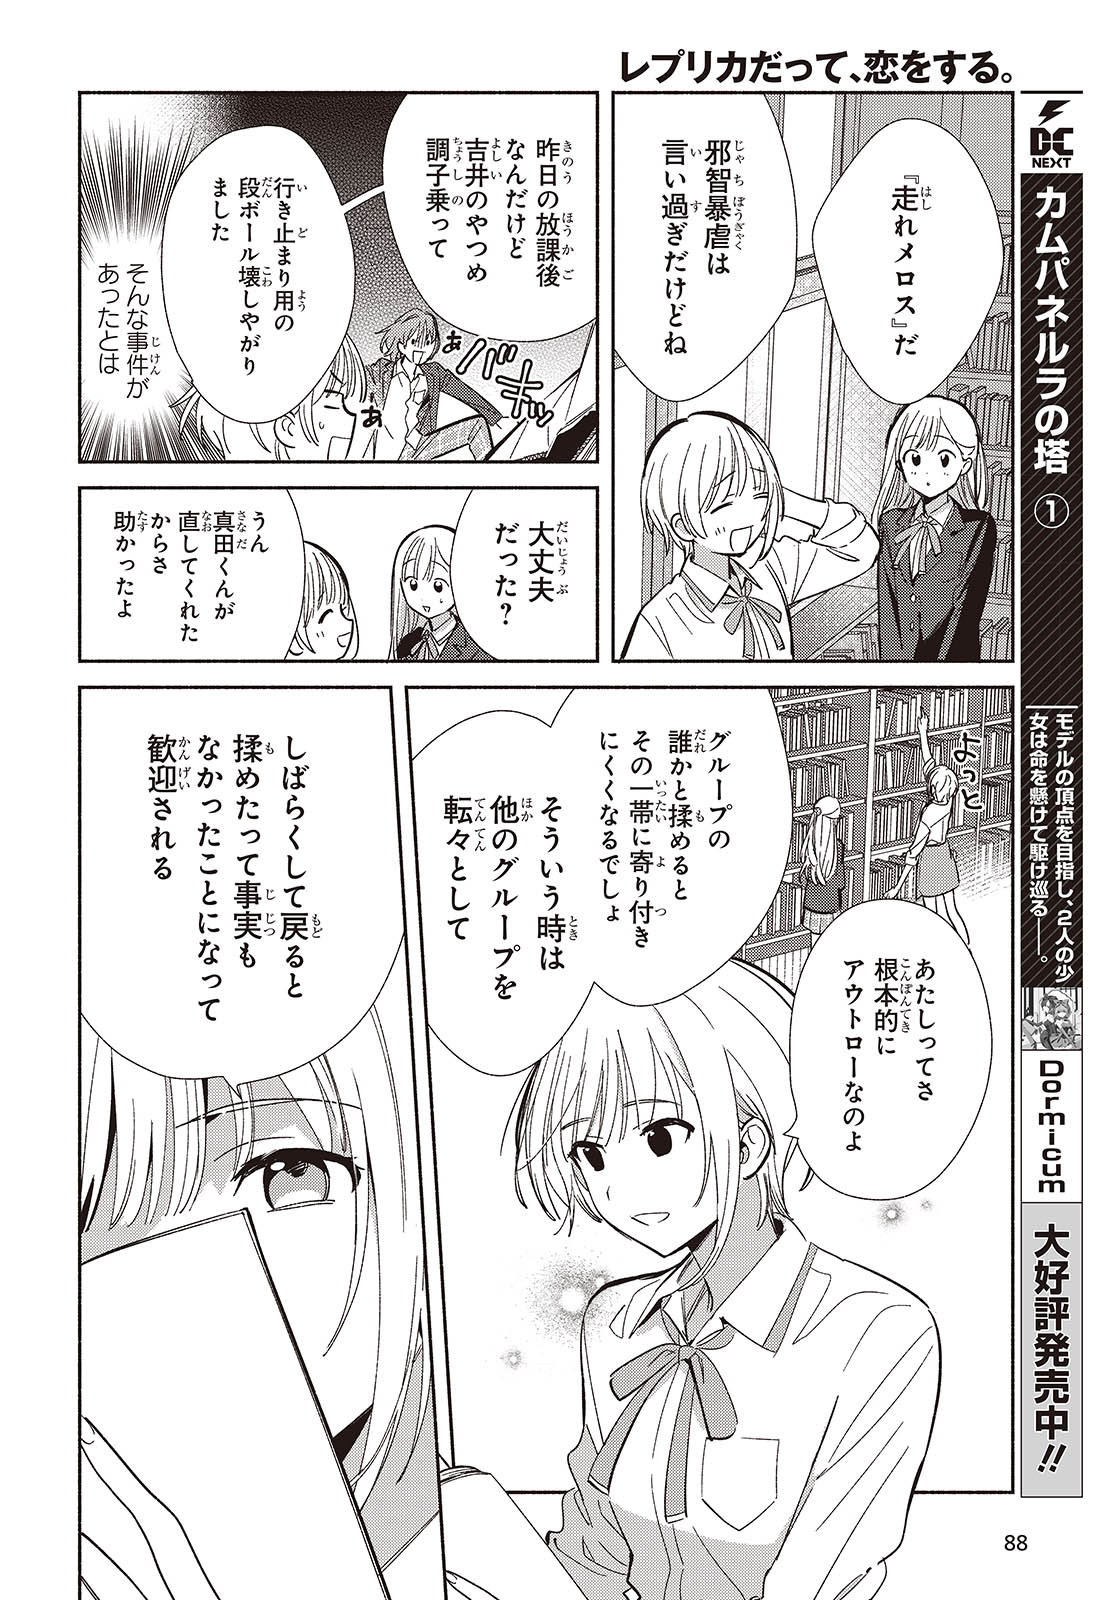 レプリカだって、恋をする。
『走れメロス』だ
邪智暴虐は
言い過ぎだけどね
昨日の放課後
なんだけど
吉井のやつめ
調子乗って
行き止まり用の
段ボール壊しやがり
ました
あぁ
バキッ
あ
そんな事件が
あったとは
大丈夫
だった?
うん
真田くんが
直してくれた
からさ
助かったよ
よっと
あたしってさ
根本的に
アウトローなのよ
グループの
誰かと揉めると
その一帯に寄り付き
にくくなるでしょ
そういう時は
他のグループを
転々として
しばらくして戻ると
揉めたって事実も
なかったことになって
歓迎される
DC
NEXT
カムパネルラの塔 ①
モデルの頂点を目指し、2人の少
女は命を懸けて駆け巡る——。
Dormicum
大好評発売中!!
88